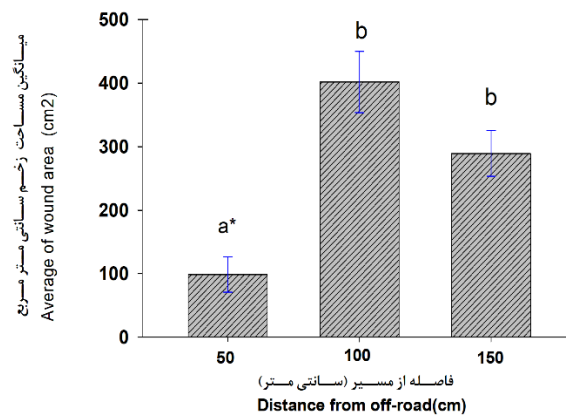 میانگین مساحت زخم سانتی متر مربع
Average of wound area (cm2)
500
400
300
200
100
0
a*
b
b
50
100
150
فاصله از مسیر (سانتی متر)
Distance from off-road(cm)